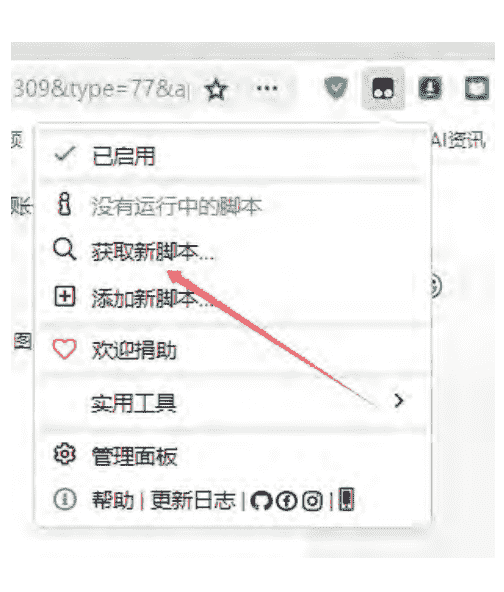 309&type=77&a
AI资讯
已启用
账
没有运行中的脚本
获取新脚本...
添加新脚本...
图
欢迎捐助
实用工具
管理面板
帮助 | 更新日志 |